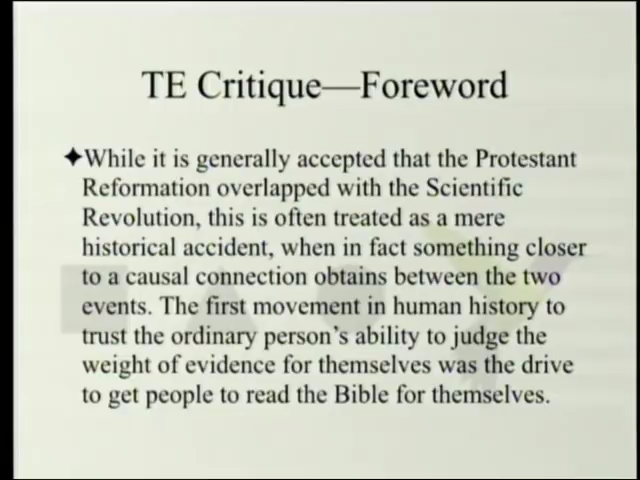 TE Critique—Foreword
✦While it is generally accepted that the Protestant
Reformation overlapped with the Scientific
Revolution, this is often treated as a mere
historical accident, when in fact something closer
to a causal connection obtains between the two
events. The first movement in human history to
trust the ordinary person's ability to judge the
weight of evidence for themselves was the drive
to get people to read the Bible for themselves.